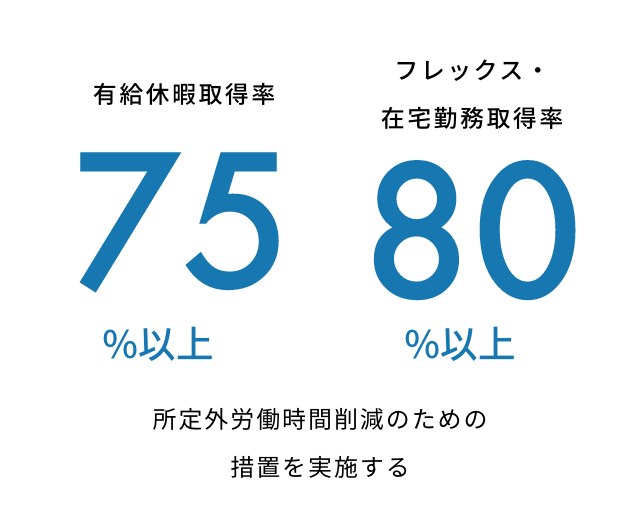 有給休暇取得率
75
%以上
フレックス・
在宅勤務取得率
80
%以上
所定外労働時間削減のための
措置を実施する